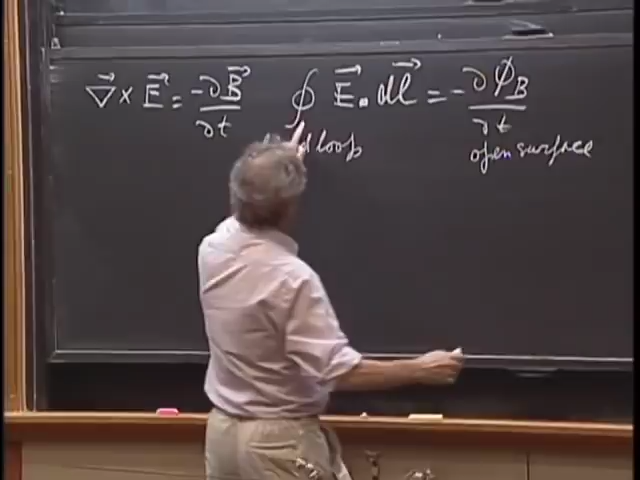 ∇⃗ × E⃗ = -∂B⃗/∂t   ∮ E⃗ · dl⃗ = -∂φ_B/∂t
d loop   open surface